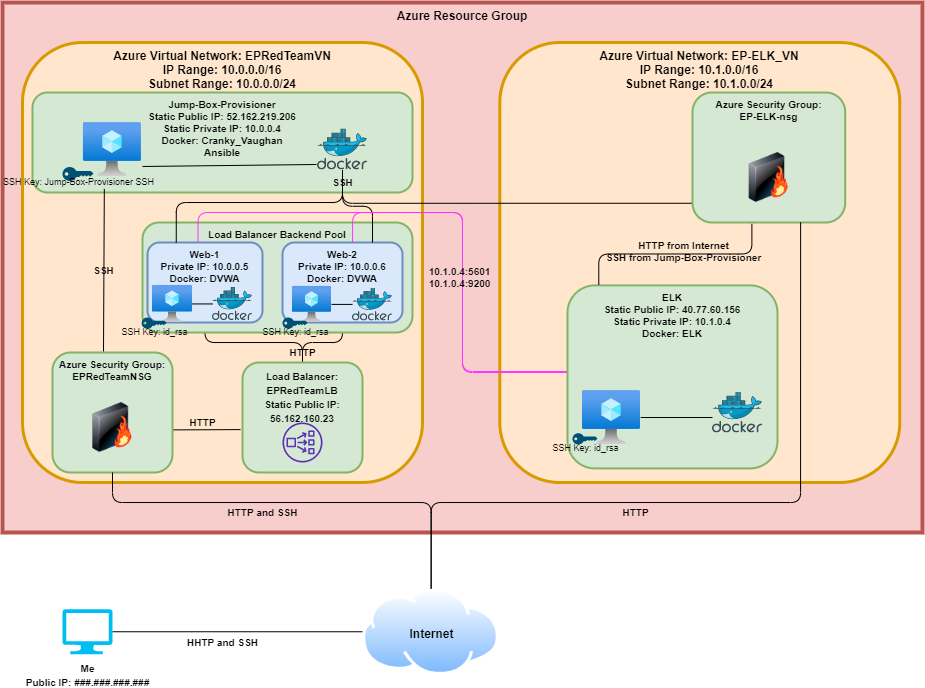 Azure Resource Group
Azure Virtual Network: EPRedTeamVN
IP Range: 10.0.0.0/16
Subnet Range: 10.0.0.0/24
Jump-Box-Provisioner
Static Public IP: 52.162.219.206
Static Private IP: 10.0.0.4
Docker: Cranky_Vaughan
Ansible
docker
SSH Key: Jump-Box-Provisioner SSH
SSH
Load Balancer Backend Pool
Web-1
Private IP: 10.0.0.5
Docker: DVWA
docker
SSH Key: id_rsa
Web-2
Private IP: 10.0.0.6
Docker: DVWA
docker
SSH Key: id_rsa
SSH
HTTP
Azure Security Group:
EPRedTeamNSG
HTTP
Load Balancer:
EPRedTeamLB
Static Public IP:
56.162.160.23
10.1.0.4:5601
10.1.0.4:9200
Azure Virtual Network: EP-ELK_VN
IP Range: 10.1.0.0/16
Subnet Range: 10.1.0.0/24
Azure Security Group:
EP-ELK-nsg
HTTP from Internet
SSH from Jump-Box-Provisioner
ELK
Static Public IP: 40.77.60.156
Static Private IP: 10.1.0.4
Docker: ELK
docker
SSH Key: id_rsa
HTTP and SSH
HTTP
Internet
HHTP and SSH
Me
Public IP: ###.###.###.###